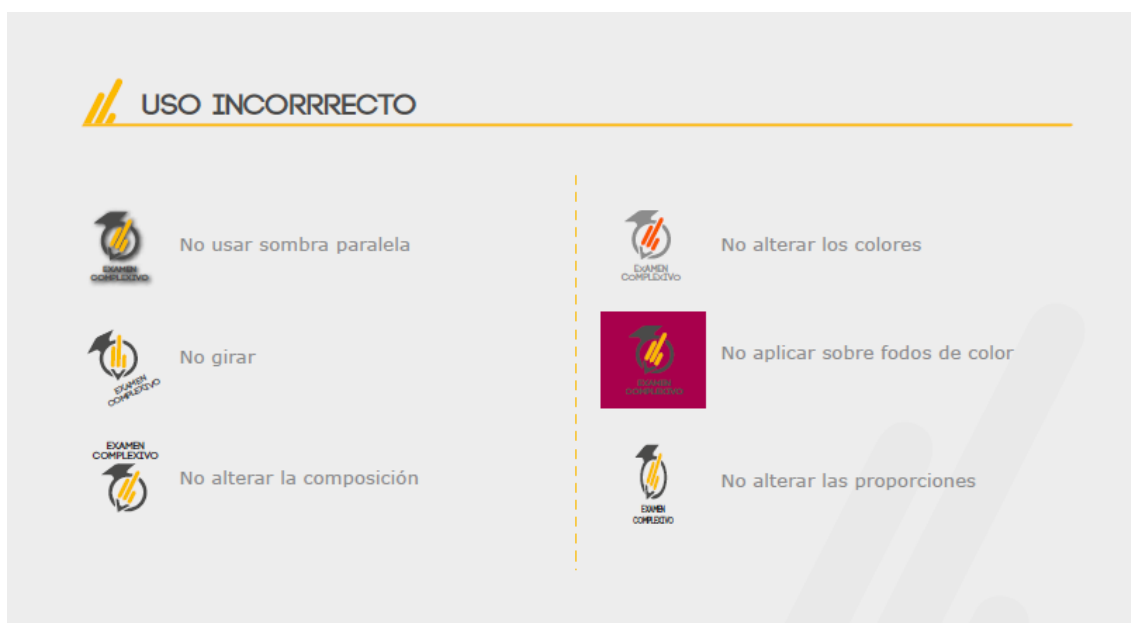 USO INCORRRECTO
EXAMEN
COMPLEXIVO
No usar sombra paralela
EXAMEN
COMPLEXIVO
No girar
EXAMEN
COMPLEXIVO
No alterar la composición
EXAMEN
COMPLEXIVO
No alterar los colores
EXAMEN
COMPLEXIVO
No aplicar sobre fodos de color
EXAMEN
COMPLEXIVO
No alterar las proporciones